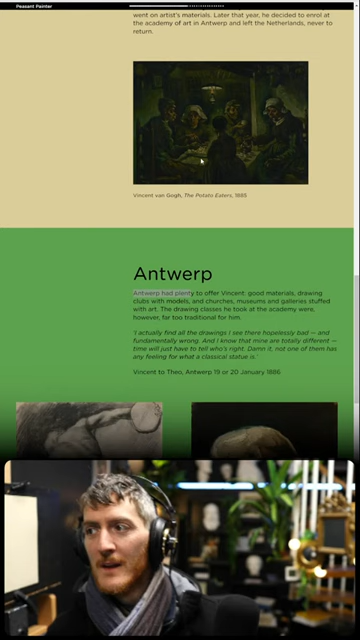 Peasant Painter
went on artist's materials. Later that year, he decided to enrol at
the academy of art in Antwerp and left the Netherlands, never to
return.
Vincent van Gogh, The Potato Eaters, 1885
Antwerp
Antwerp had plenty to offer Vincent: good materials, drawing
clubs with models, and churches, museums and galleries stuffed
with art. The drawing classes he took at the academy were,
however, far too traditional for him.
'I actually find all the drawings I see there hopelessly bad — and
fundamentally wrong. And I know that mine are totally different —
time will just have to tell who's right. Damn it, not one of them has
any feeling for what a classical statue is.'
Vincent to Theo, Antwerp 19 or 20 January 1886